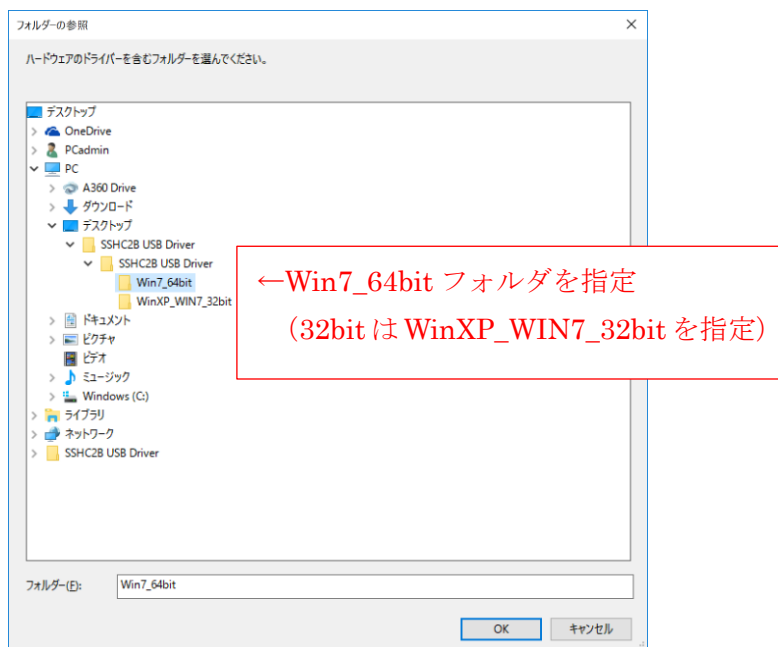 フォルダーの参照
ハードウェアのドライバーを含むフォルダーを選んでください。
デスクトップ
OneDrive
PCadmin
PC
A360 Drive
ダウンロード
デスクトップ
SSHC2B USB Driver
SSHC2B USB Driver
Win7_64bit
WinXP_WIN7_32bit
ドキュメント
ピクチャ
ビデオ
ミュージック
Windows (C:)
ライブラリ
ネットワーク
SSHC2B USB Driver
←Win7_64bit フォルダを指定
（32bit は WinXP_WIN7_32bit を指定）
フォルダー(F): Win7_64bit
OK キャンセル